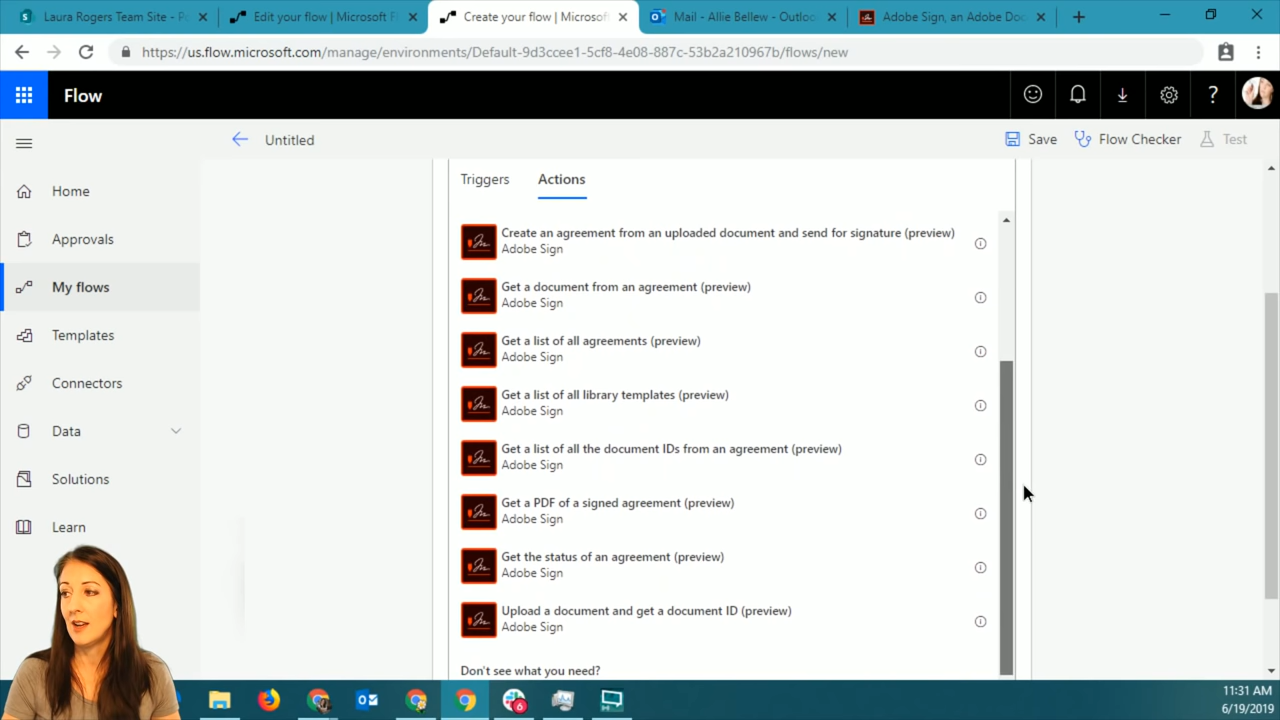 Laura Rogers Team Site - Po
Edit your flow | Microsoft Fl
Create your flow | Microsof
Mail - Allie Bellew - Outloo
Adobe Sign, an Adobe Doc
https://us.flow.microsoft.com/manage/environments/Default-9d3ccee1-5cf8-4e08-887c-53b2a210967b/flows/new
Flow
Untitled
Save
Flow Checker
Test
Home
Approvals
My flows
Templates
Connectors
Data
Solutions
Learn
Triggers
Actions
Create an agreement from an uploaded document and send for signature (preview)
Adobe Sign
Get a document from an agreement (preview)
Adobe Sign
Get a list of all agreements (preview)
Adobe Sign
Get a list of all library templates (preview)
Adobe Sign
Get a list of all the document IDs from an agreement (preview)
Adobe Sign
Get a PDF of a signed agreement (preview)
Adobe Sign
Get the status of an agreement (preview)
Adobe Sign
Upload a document and get a document ID (preview)
Adobe Sign
Don't see what you need?
6
11:31 AM
6/19/2019